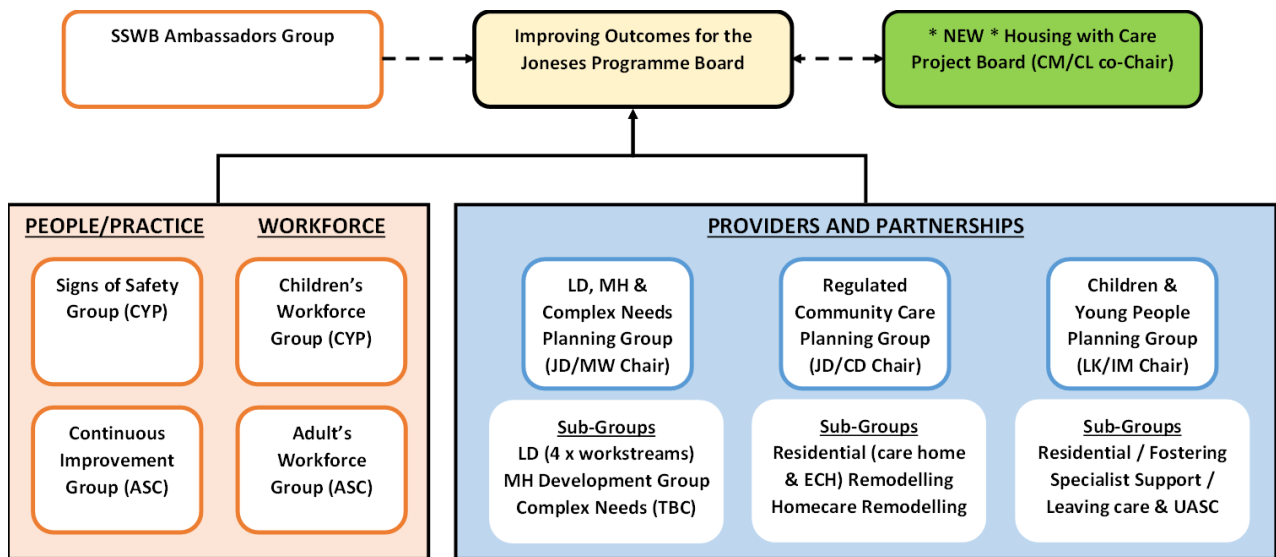 SSWB Ambassadors Group
Improving Outcomes for the
Joneses Programme Board
* NEW * Housing with Care
Project Board (CM/CL co-Chair)
PEOPLE/PRACTICE
WORKFORCE
Signs of Safety
Group (CYP)
Children’s
Workforce
Group (CYP)
Continuous
Improvement
Group (ASC)
Adult’s
Workforce
Group (ASC)
PROVIDERS AND PARTNERSHIPS
LD, MH &
Complex Needs
Planning Group
(JD/MW Chair)
Regulated
Community Care
Planning Group
(JD/CD Chair)
Children &
Young People
Planning Group
(LK/IM Chair)
Sub-Groups
LD (4 x workstreams)
MH Development Group
Complex Needs (TBC)
Sub-Groups
Residential (care home
& ECH) Remodelling
Homecare Remodelling
Sub-Groups
Residential / Fostering
Specialist Support /
Leaving care & UASC